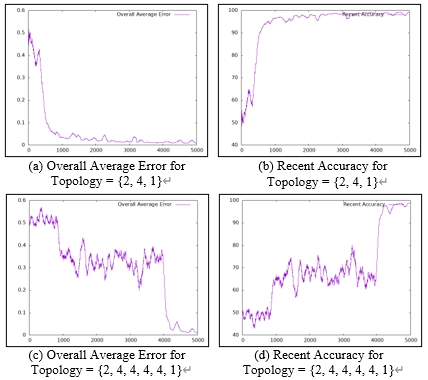 Overall Average Error
0.6
0.5
0.4
0.3
0.2
0.1
0
0 1000 2000 3000 4000 5000
Recent Accuracy
100
90
80
70
60
50
40
0 1000 2000 3000 4000 5000
(a) Overall Average Error for
Topology = {2, 4, 1}↵
(b) Recent Accuracy for
Topology = {2, 4, 1}↵
Overall Average Error
0.6
0.5
0.4
0.3
0.2
0.1
0
0 1000 2000 3000 4000 5000
Recent Accuracy
100
90
80
70
60
50
40
0 1000 2000 3000 4000 5000
(c) Overall Average Error for
Topology = {2, 4, 4, 4, 4, 1}↵
(d) Recent Accuracy for
Topology = {2, 4, 4, 4, 4, 1}↵